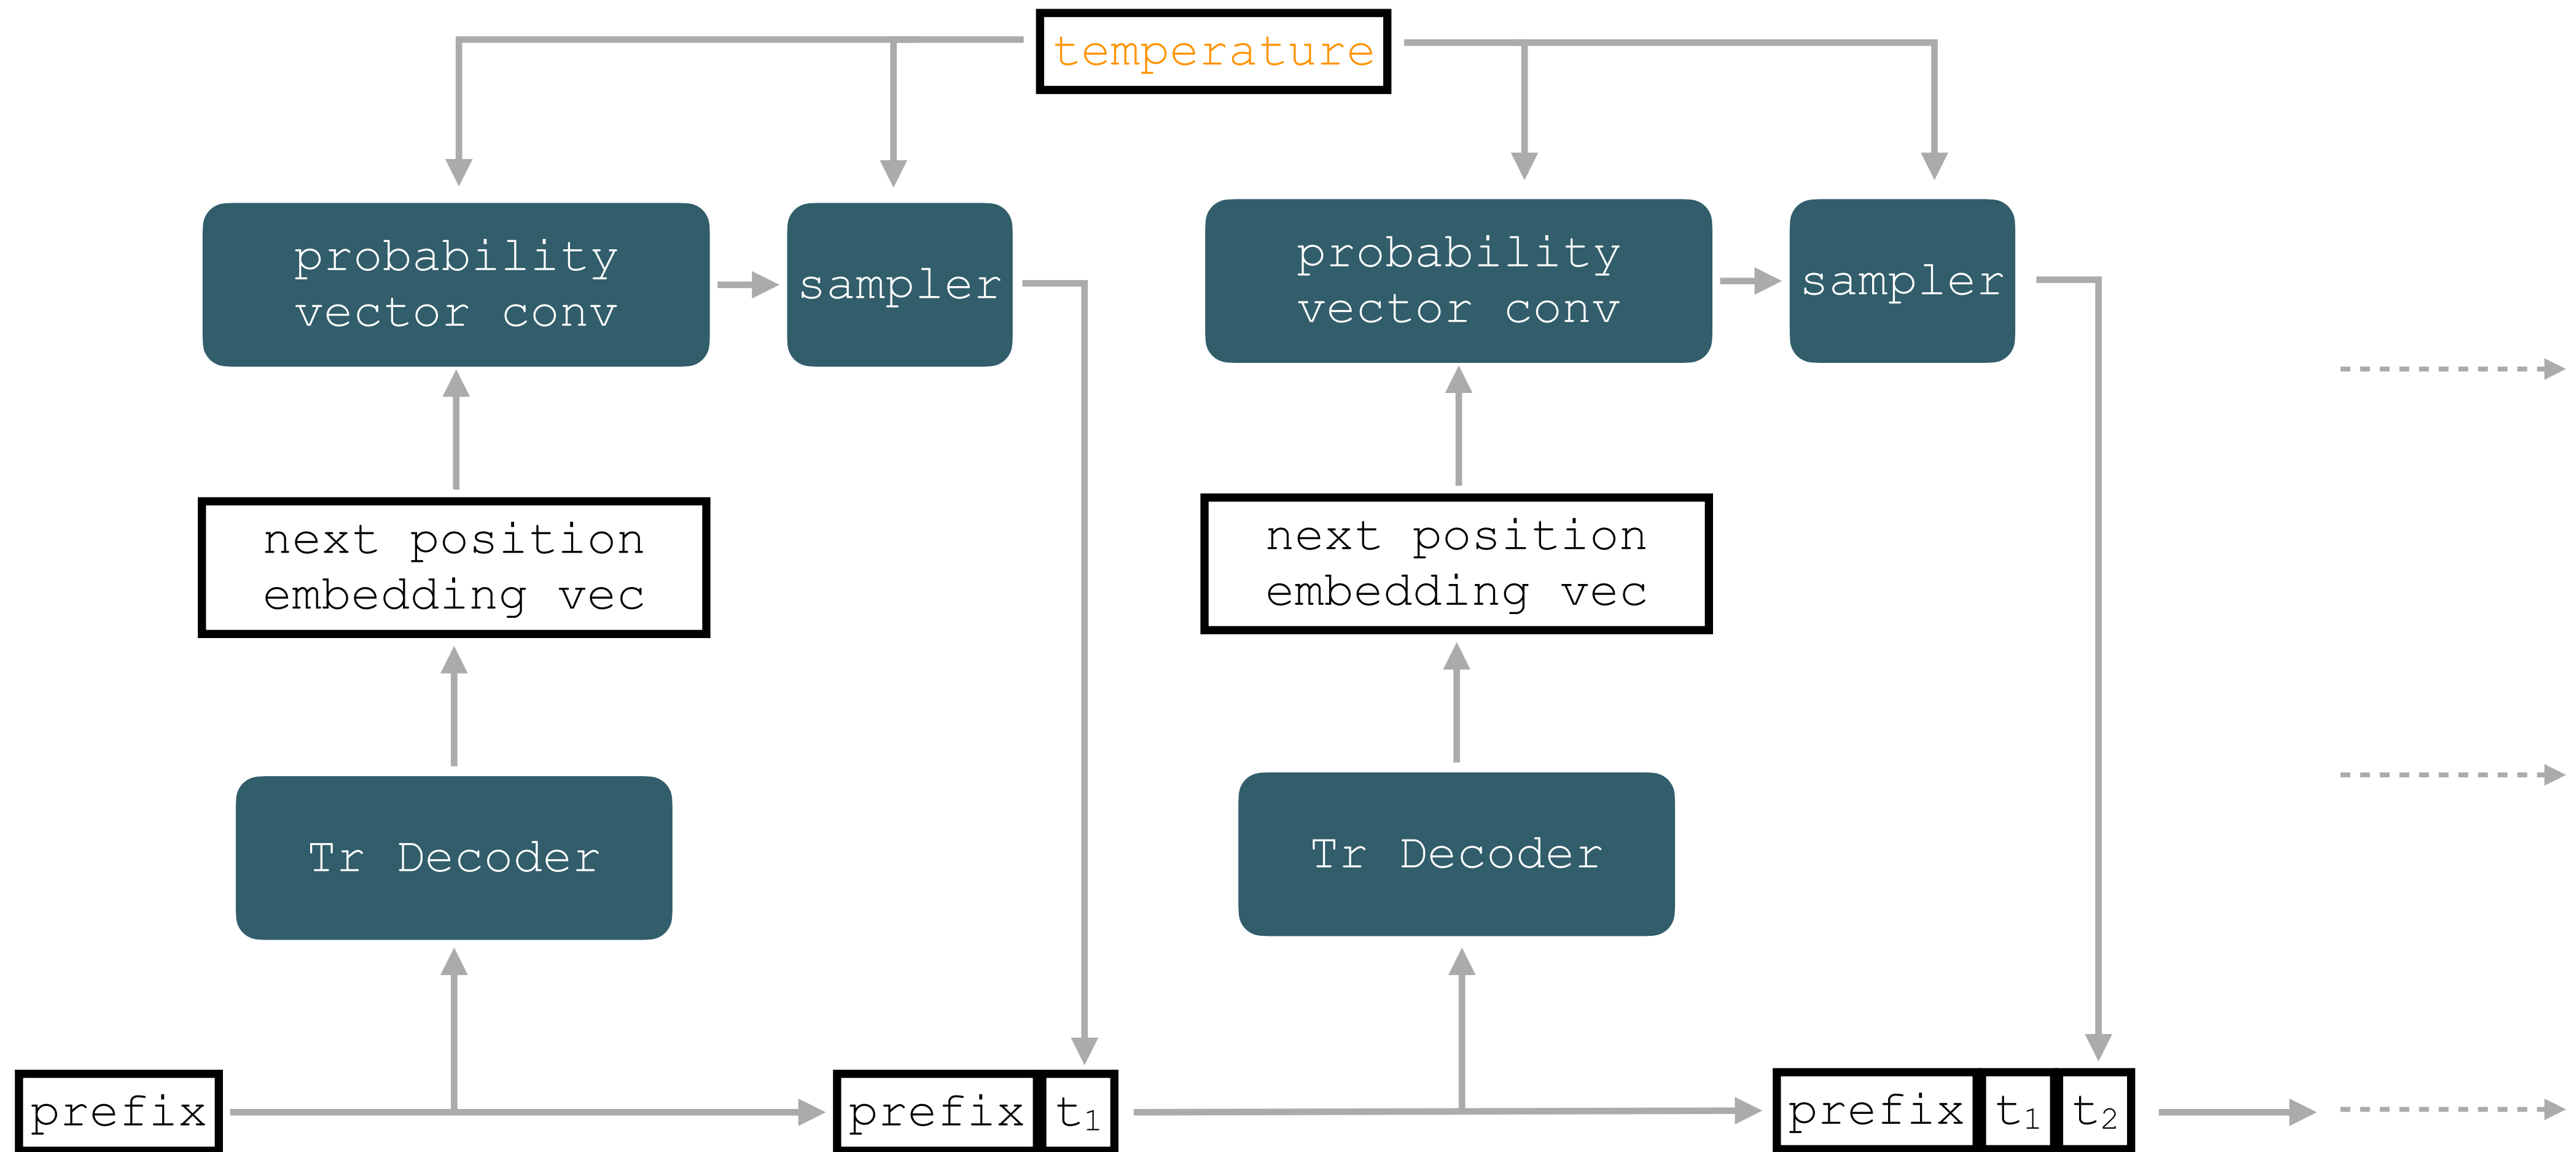 temperature
probability
vector conv
sampler
probability
vector conv
sampler
next position
embedding vec
next position
embedding vec
Tr Decoder
Tr Decoder
prefix
prefix t₁
prefix t₁ t₂